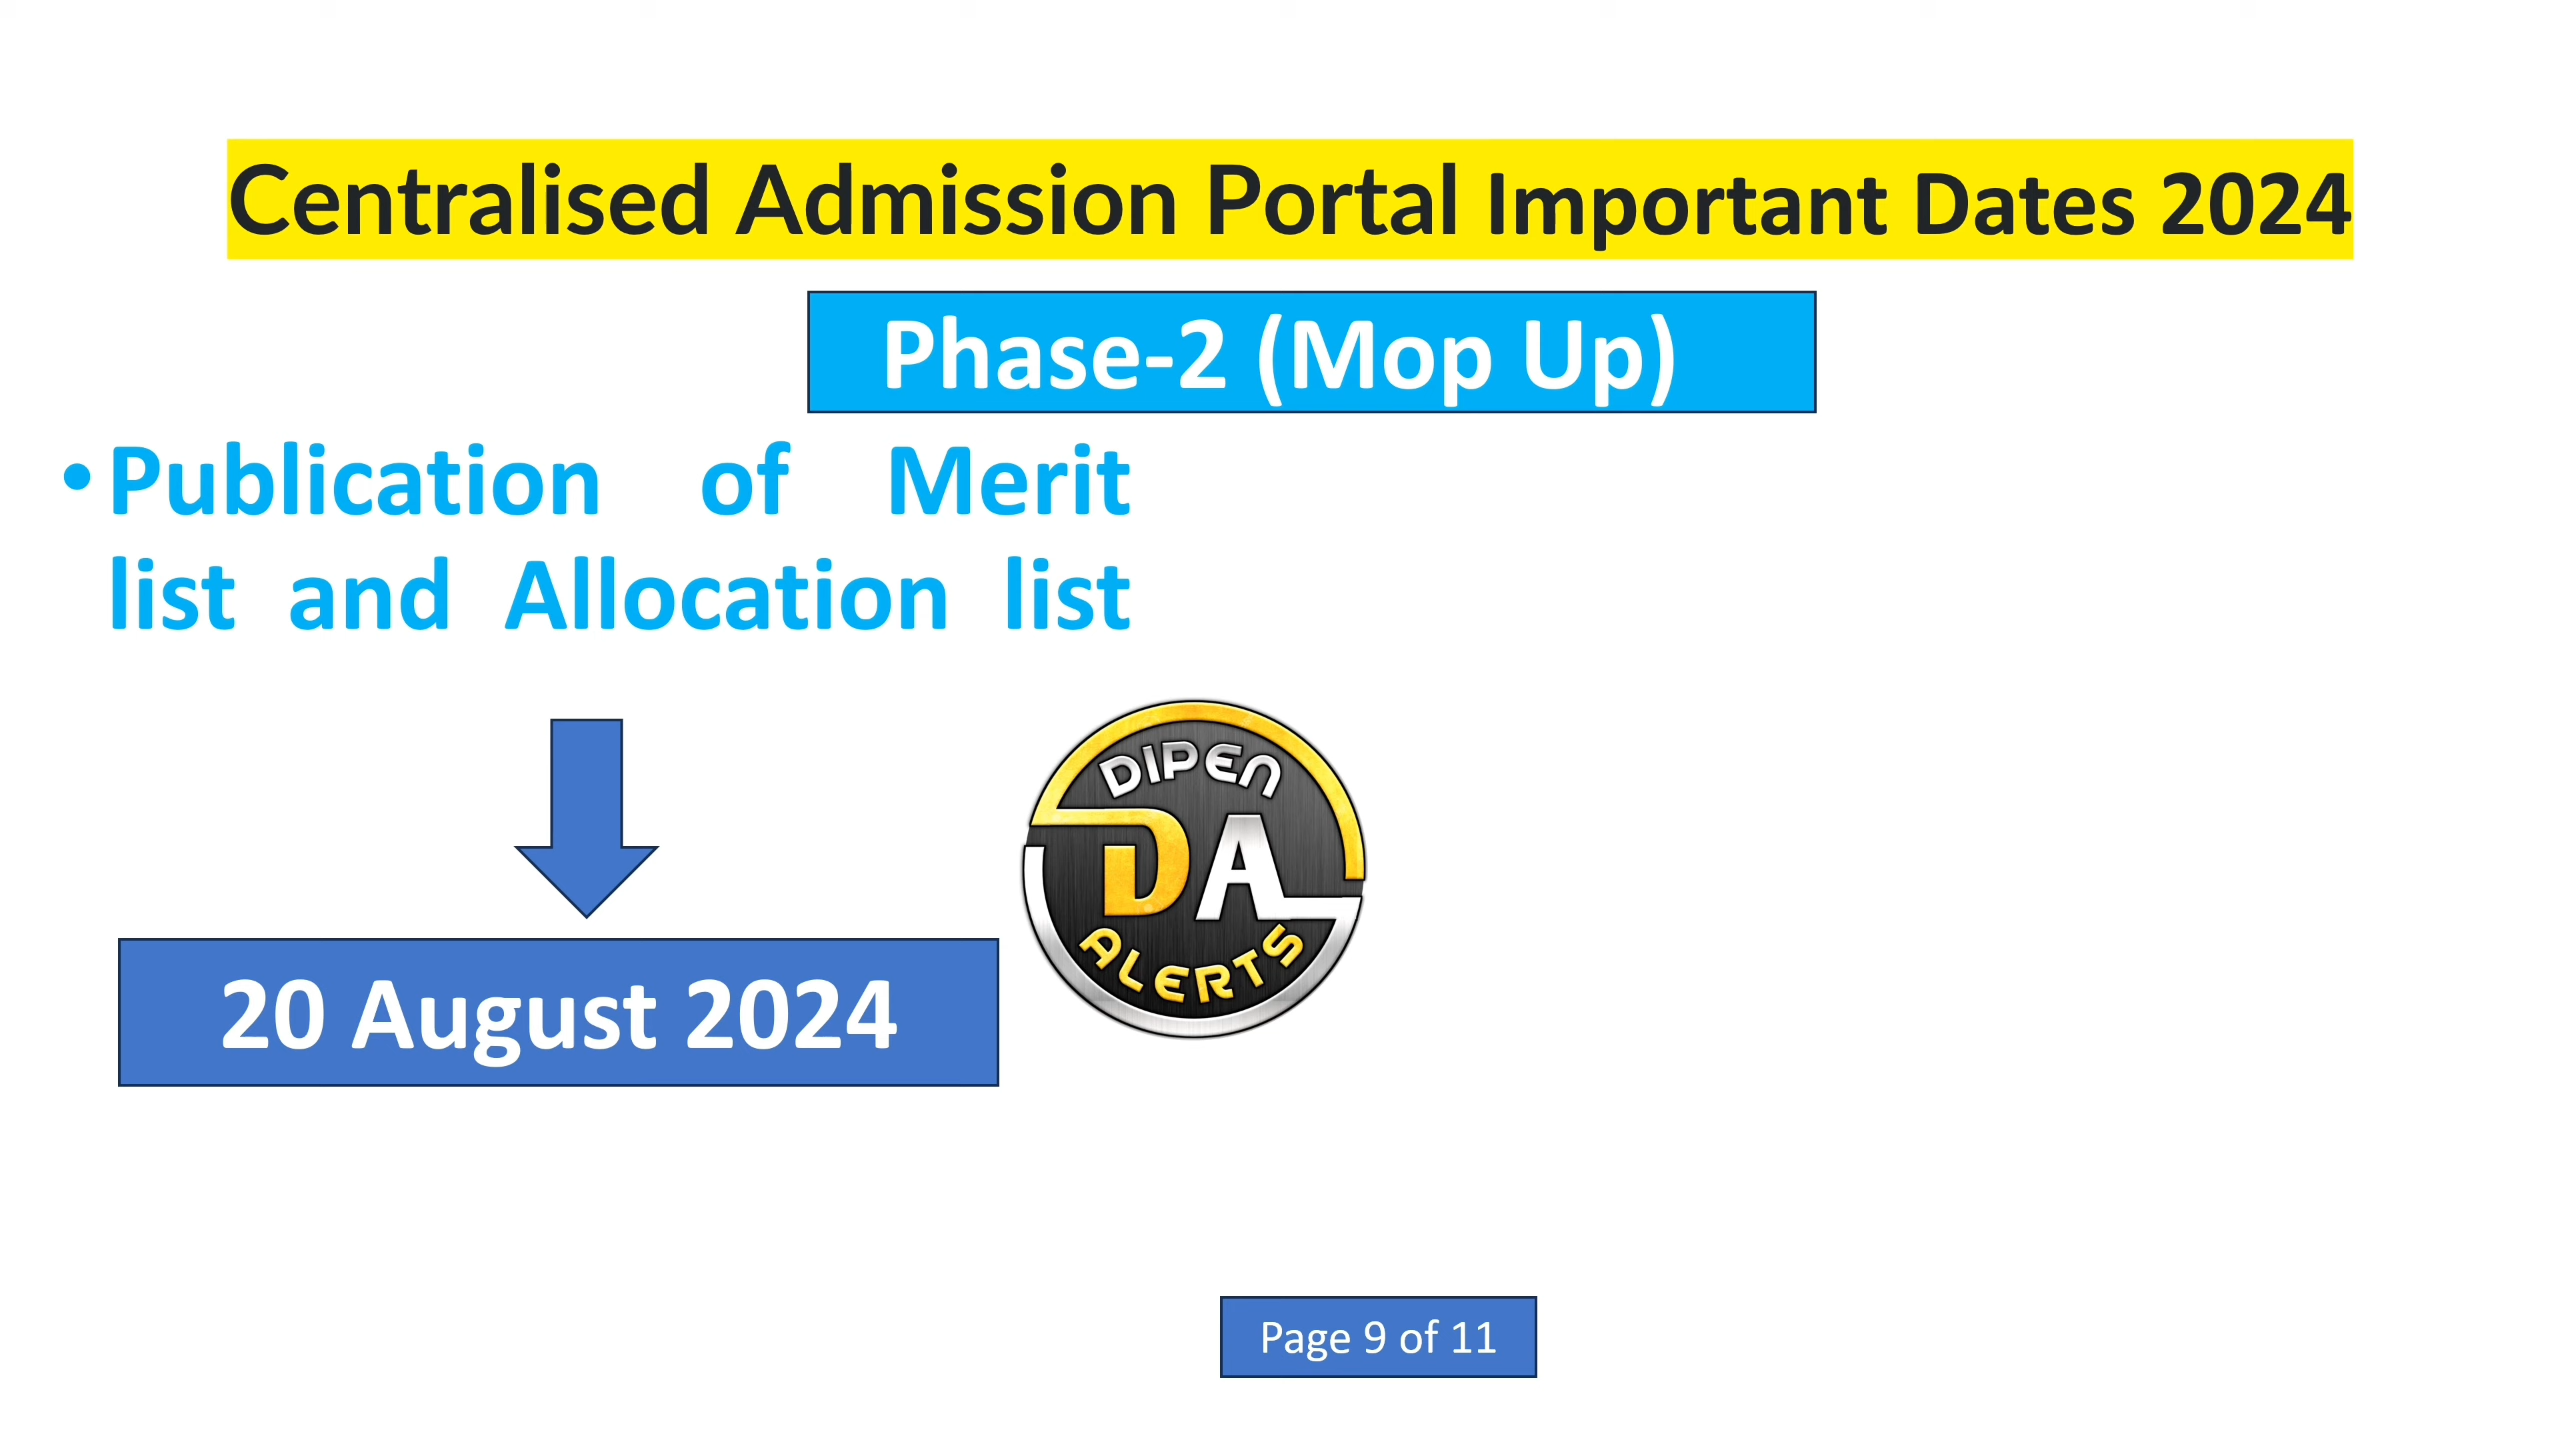 Centralised Admission Portal Important Dates 2024
Phase-2 (Mop Up)
•Publication of Merit
list and Allocation list
DIPEN
DA
ALERTS
20 August 2024
Page 9 of 11